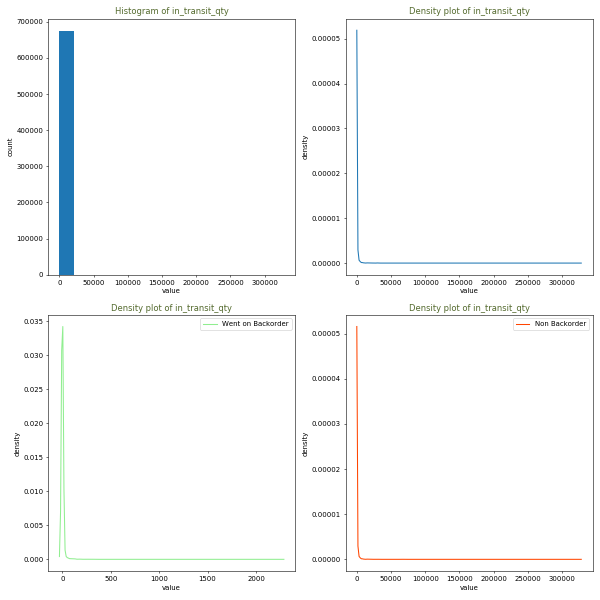 Histogram of in_transit_qty
700000
600000
500000
400000
300000
200000
100000
0
count
0 50000 100000 150000 200000 250000 300000
value
Density plot of in_transit_qty
0.00005
0.00004
0.00003
0.00002
0.00001
0.00000
density
0 50000 100000 150000 200000 250000 300000
value
Density plot of in_transit_qty
Went on Backorder
0.035
0.030
0.025
0.020
0.015
0.010
0.005
0.000
density
0 500 1000 1500 2000
value
Density plot of in_transit_qty
Non Backorder
0.00005
0.00004
0.00003
0.00002
0.00001
0.00000
density
0 50000 100000 150000 200000 250000 300000
value